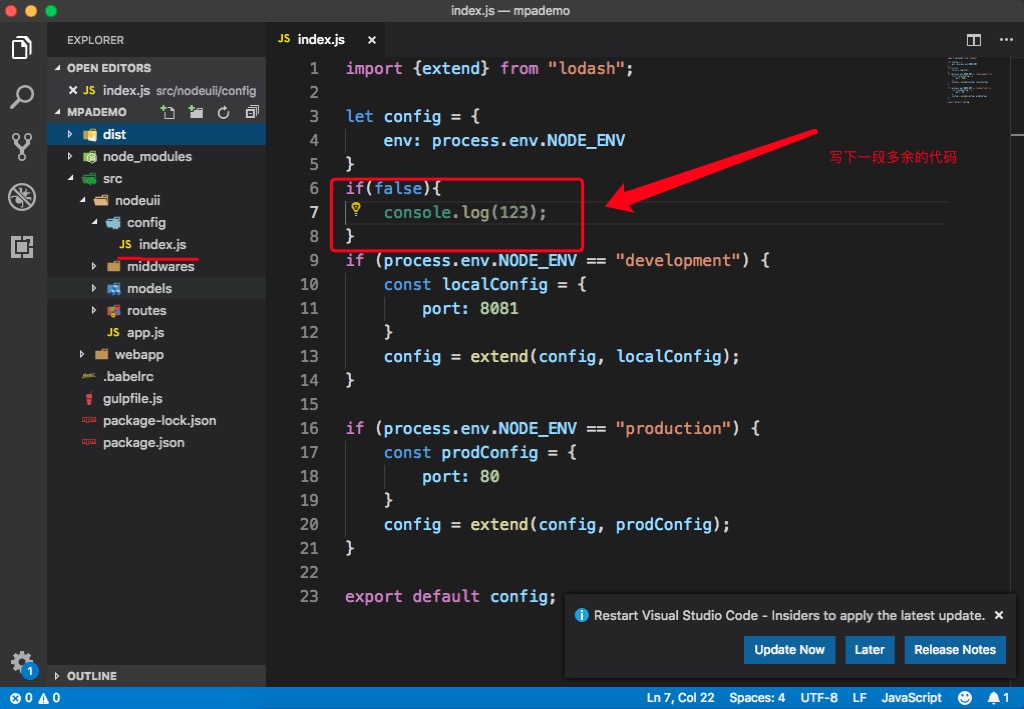 index.js — mpademo
EXPLORER
OPEN EDITORS
JS index.js src/nodeuii/config
MPADEMO
dist
node_modules
src
nodeuii
config
JS index.js
middwares
models
routes
JS app.js
webapp
.babelrc
gulpfile.js
package-lock.json
package.json
OUTLINE
JS index.js
1 import {extend} from "lodash";
2
3 let config = {
4 env: process.env.NODE_ENV
5 }
6 if(false){
7 console.log(123);
8 }
9 if (process.env.NODE_ENV == "development") {
10 const localConfig = {
11 port: 8081
12 }
13 config = extend(config, localConfig);
14 }
15
16 if (process.env.NODE_ENV == "production") {
17 const prodConfig = {
18 port: 80
19 }
20 config = extend(config, prodConfig);
21 }
22
23 export default config;
写下一段多余的代码
Restart Visual Studio Code - Insiders to apply the latest update.
Update Now Later Release Notes
1
0 0 Ln 7, Col 22 Spaces: 4 UTF-8 LF JavaScript 1